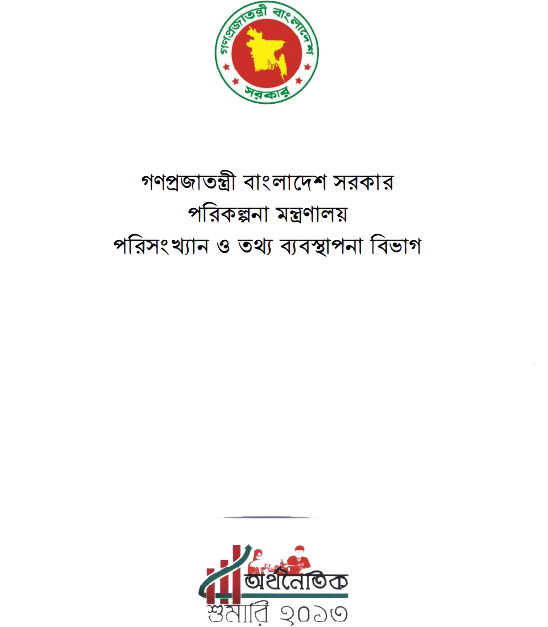 গণপ্রজাতন্ত্রী বাংলাদেশ
সরকার
গণপ্রজাতন্ত্রী বাংলাদেশ সরকার
পরিকল্পনা মন্ত্রণালয়
পরিসংখ্যান ও তথ্য ব্যবস্থাপনা বিভাগ
অর্থনৈতিক
শুমারি ২০১৩